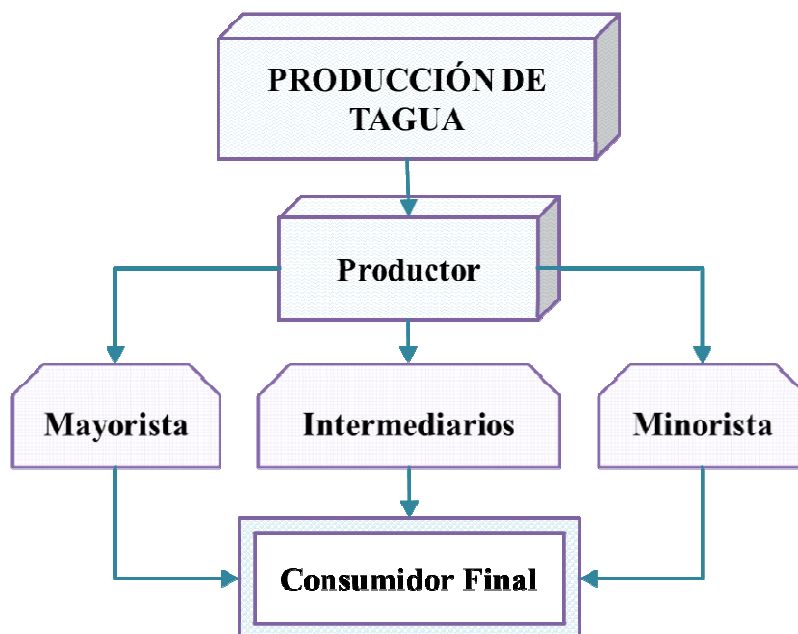 PRODUCCIÓN DE
TAGUA
Productor
Mayorista
Intermediarios
Minorista
Consumidor Final